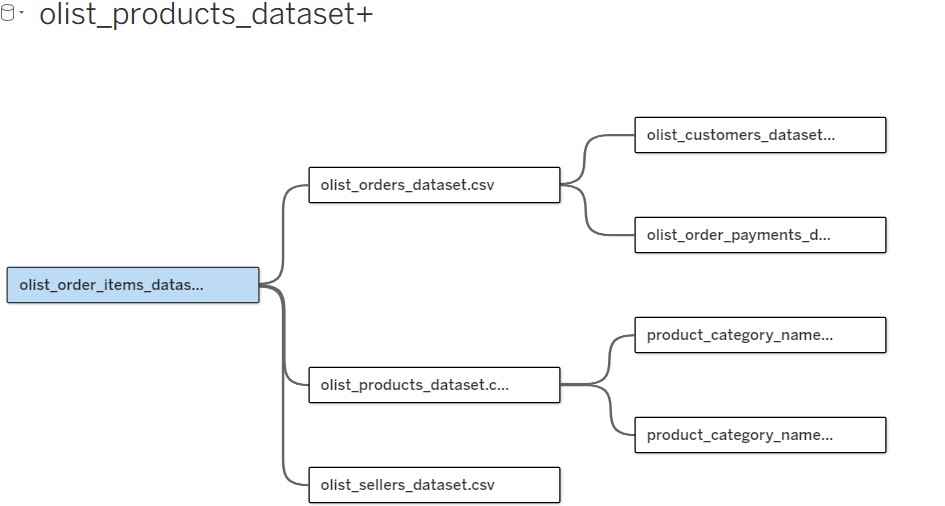 olist_products_dataset+
olist_customers_dataset...
olist_orders_dataset.csv
olist_order_payments_d...
olist_order_items_datas...
product_category_name...
olist_products_dataset.c...
product_category_name...
olist_sellers_dataset.csv